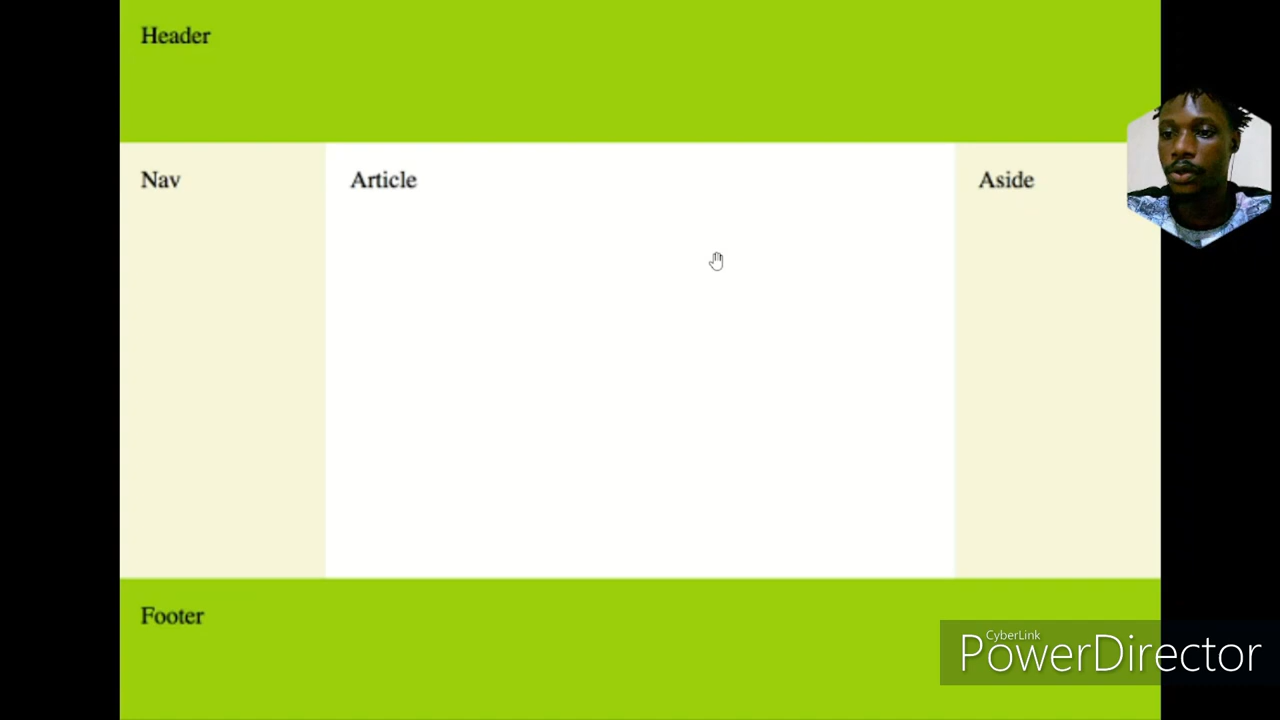 Header
Nav
Article
Aside
Footer
CyberLink
PowerDirector